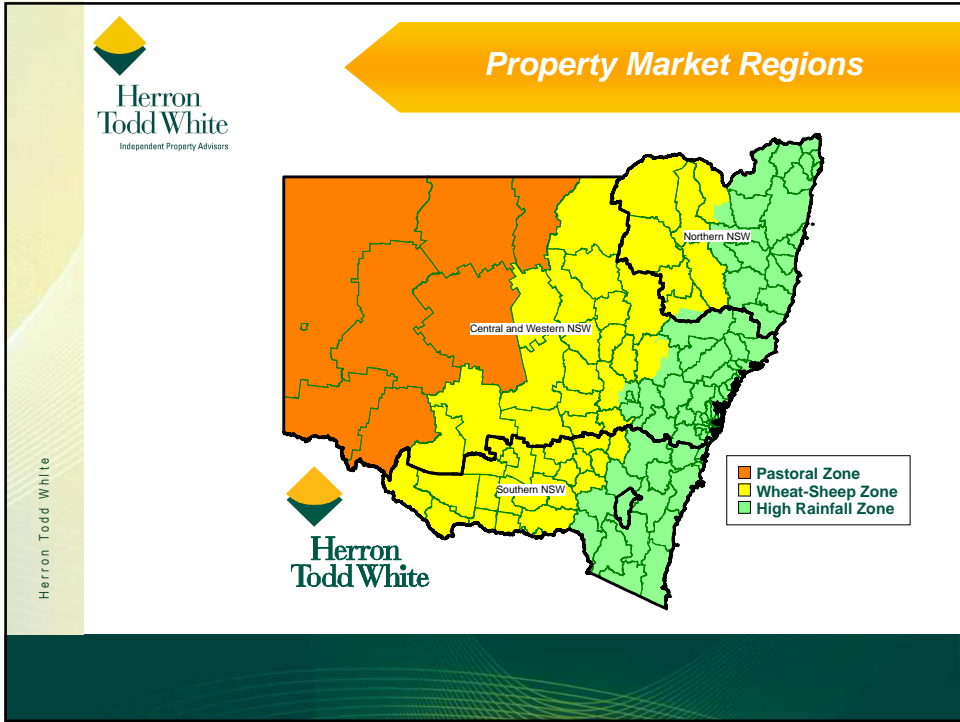 Herron
Todd White
Independent Property Advisors
Property Market Regions
Northern NSW
Central and Western NSW
Southern NSW
Pastoral Zone
Wheat-Sheep Zone
High Rainfall Zone
Herron
Todd White
Herron Todd White